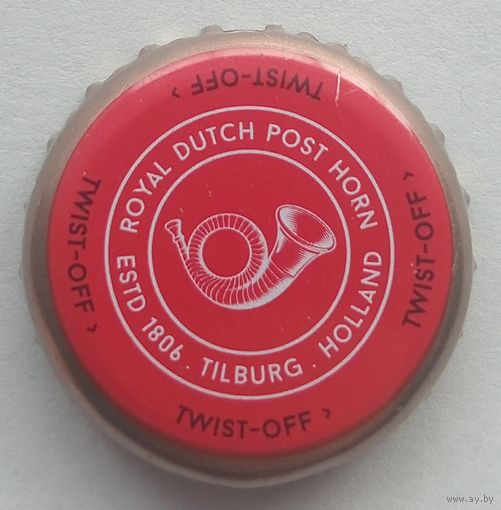 TWIST-OFF >
ROYAL DUTCH POST HORN
ESTD 1806 . TILBURG . HOLLAND
TWIST-OFF >
TWIST-OFF >
TWIST-OFF >
www.ay.by